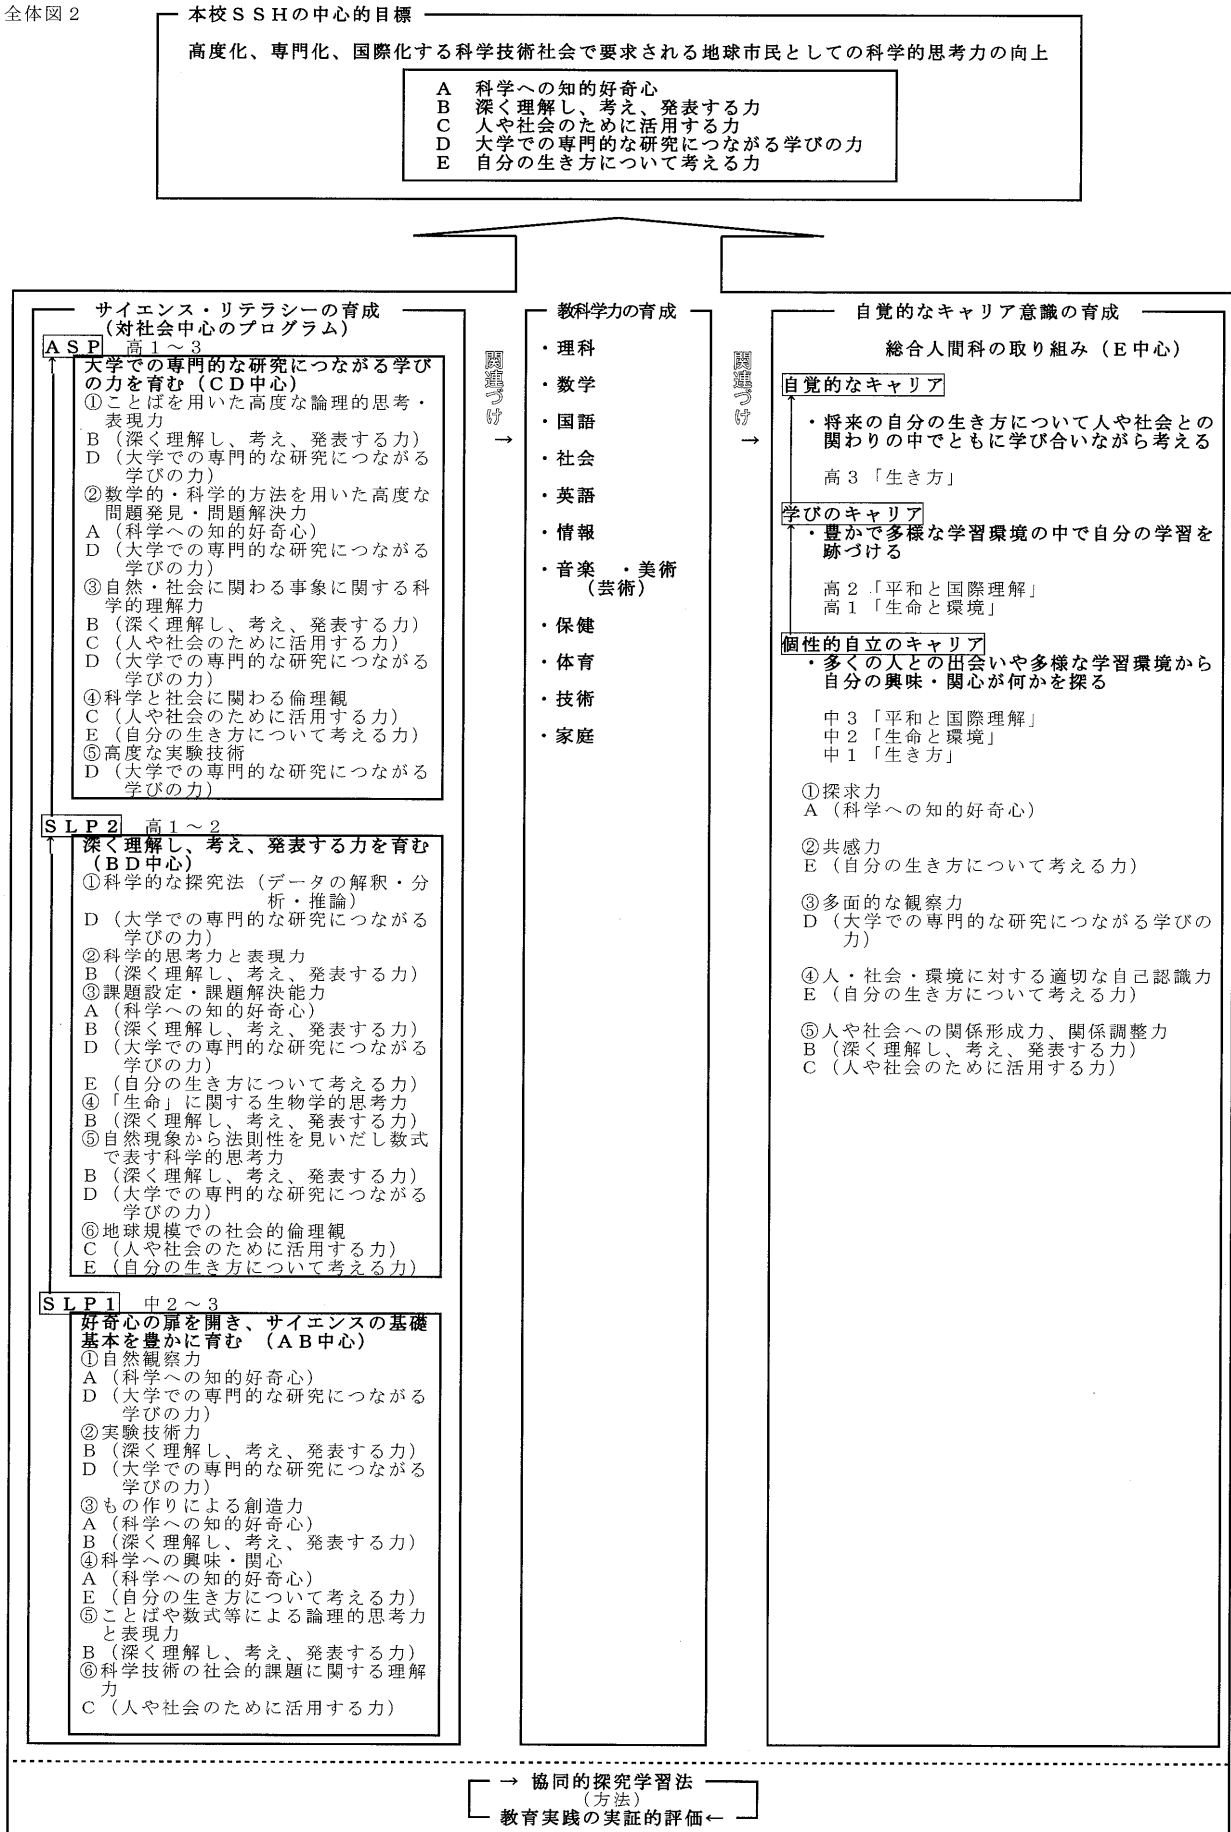 全体図2
本校SSHの中心的目標
高度化、専門化、国際化する科学技術社会で要求される地球市民としての科学的思考力の向上
A 科学への知的好奇心
B 深く理解し、考え、発表する力
C 人や社会のために活用する力
D 大学での専門的な研究につながる学びの力
E 自分の生き方について考える力
サイエンス・リテラシーの育成
(対社会中心のプログラム)
ASP 高1~3
大学での専門的な研究につながる学び
の力を育む(CD中心)
①ことばを用いた高度な論理的思考・
表現力
B(深く理解し、考え、発表する力)
D(大学での専門的な研究につながる
学びの力)
②数学的・科学的方法を用いた高度な
問題発見・問題解決力
A(科学への知的好奇心)
D(大学での専門的な研究につながる
学びの力)
③自然・社会に関わる事象に関する科
学的理解力
B(深く理解し、考え、発表する力)
C(人や社会のために活用する力)
D(大学での専門的な研究につながる
学びの力)
④科学と社会に関わる倫理観
C(人や社会のために活用する力)
E(自分の生き方について考える力)
⑤高度な実験技術
D(大学での専門的な研究につながる
学びの力)
SLP2 高1~2
深く理解し、考え、発表する力を育む
(BD中心)
①科学的な探究法(データの解釈・分
析・推論)
D(大学での専門的な研究につながる
学びの力)
②科学的思考力と表現力
B(深く理解し、考え、発表する力)
③課題設定・課題解決能力
A(科学への知的好奇心)
B(深く理解し、考え、発表する力)
D(大学での専門的な研究につながる
学びの力)
E(自分の生き方について考える力)
④「生命」に関する生物学的思考力
B(深く理解し、考え、発表する力)
⑤自然現象から法則性を見いだし数式
で表す科学的思考力
B(深く理解し、考え、発表する力)
D(大学での専門的な研究につながる
学びの力)
⑥地球規模での社会的倫理観
C(人や社会のために活用する力)
E(自分の生き方について考える力)
SLP1 中2~3
好奇心の扉を開き、サイエンスの基礎
基本を豊かに育む (AB中心)
①自然観察力
A(科学への知的好奇心)
D(大学での専門的な研究につながる
学びの力)
②実験技術力
B(深く理解し、考え、発表する力)
D(大学での専門的な研究につながる
学びの力)
③もの作りによる創造力
A(科学への知的好奇心)
B(深く理解し、考え、発表する力)
④科学への興味・関心
A(科学への知的好奇心)
E(自分の生き方について考える力)
⑤ことばや数式等による論理的思考力
と表現力
B(深く理解し、考え、発表する力)
⑥科学技術の社会的課題に関する理解
力
C(人や社会のために活用する力)
関連づけ
→
教科学力の育成
・理科
・数学
・国語
・社会
・英語
・情報
・音楽 ・美術
(芸術)
・保健
・体育
・技術
・家庭
関連づけ
→
自覚的なキャリア意識の育成
総合人間科の取り組み(E中心)
自覚的なキャリア
・将来の自分の生き方について人や社会との
関わりの中でともに学び合いながら考える
高3「生き方」
学びのキャリア
・豊かで多様な学習環境の中で自分の学習を
跡づける
高2「平和と国際理解」
高1「生命と環境」
個性的自立のキャリア
・多くの人との出会いや多様な学習環境から
自分の興味・関心が何かを探る
中3「平和と国際理解」
中2「生命と環境」
中1「生き方」
①探求力
A(科学への知的好奇心)
②共感力
E(自分の生き方について考える力)
③多面的な観察力
D(大学での専門的な研究につながる学びの
力)
④人・社会・環境に対する適切な自己認識力
E(自分の生き方について考える力)
⑤人や社会への関係形成力、関係調整力
B(深く理解し、考え、発表する力)
C(人や社会のために活用する力)
→ 協同的探究学習法
(方法)
教育実践の実証的評価←